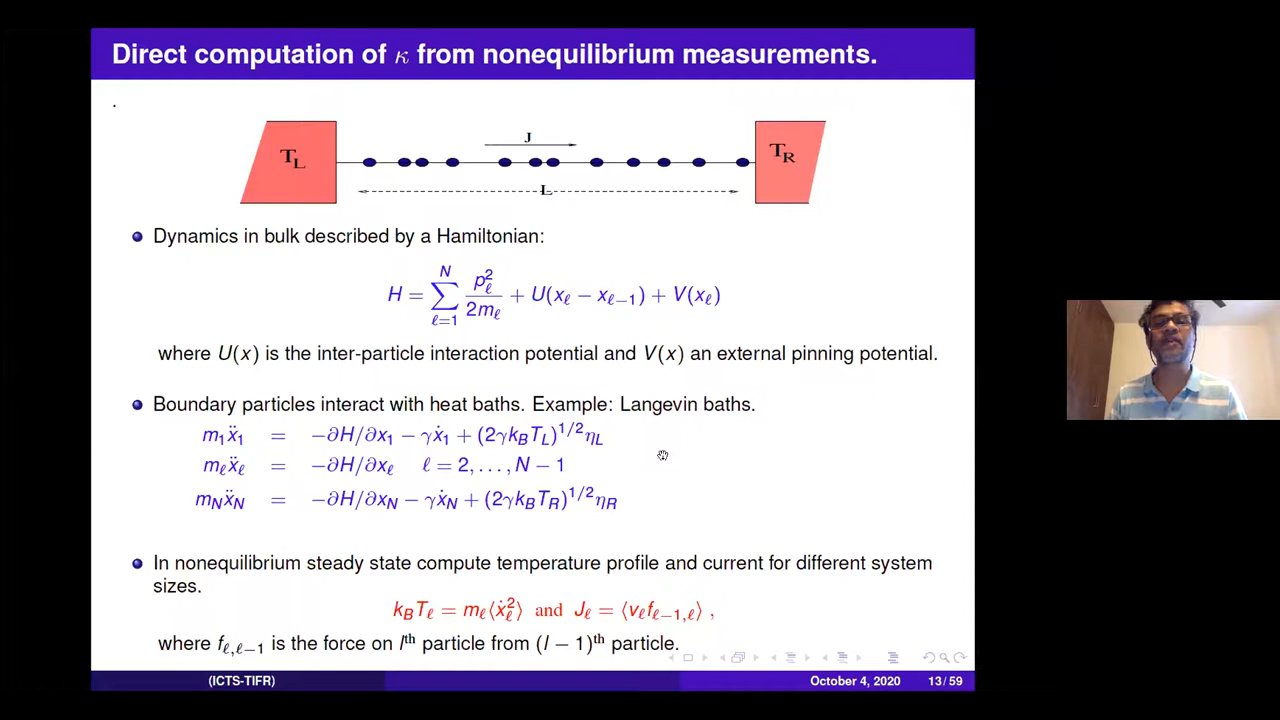 Direct computation of κ from nonequilibrium measurements.
T_L
J
T_R
L
Dynamics in bulk described by a Hamiltonian:
H = ∑_{ℓ=1}^{N} p_ℓ^2 / 2m_ℓ + U(x_ℓ − x_{ℓ−1}) + V(x_ℓ)
where U(x) is the inter-particle interaction potential and V(x) an external pinning potential.
Boundary particles interact with heat baths. Example: Langevin baths.
m_1ẍ_1 = −∂H/∂x_1 − γẋ_1 + (2γk_BT_L)^{1/2}η_L
m_ℓẍ_ℓ = −∂H/∂x_ℓ ℓ = 2, . . . , N − 1
m_Nẍ_N = −∂H/∂x_N − γẋ_N + (2γk_BT_R)^{1/2}η_R
In nonequilibrium steady state compute temperature profile and current for different system
sizes.
k_BT_ℓ = m_ℓ⟨ẋ_ℓ^2⟩ and J_ℓ = ⟨v_ℓf_{ℓ−1,ℓ}⟩ ,
where f_{ℓ,ℓ−1} is the force on l^th particle from (l − 1)^th particle.
(ICTS-TIFR) October 4, 2020 13 / 59